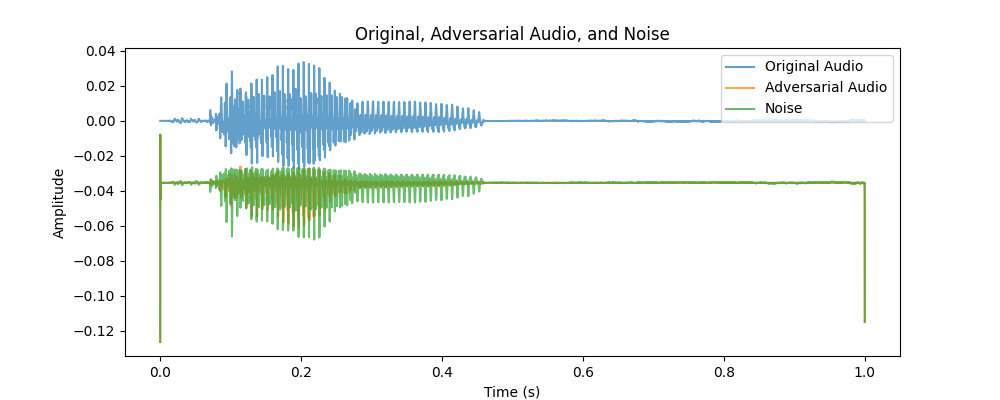 Original, Adversarial Audio, and Noise
Original Audio
Adversarial Audio
Noise
Amplitude
0.04
0.02
0.00
−0.02
−0.04
−0.06
−0.08
−0.10
−0.12
0.0 0.2 0.4 0.6 0.8 1.0
Time (s)